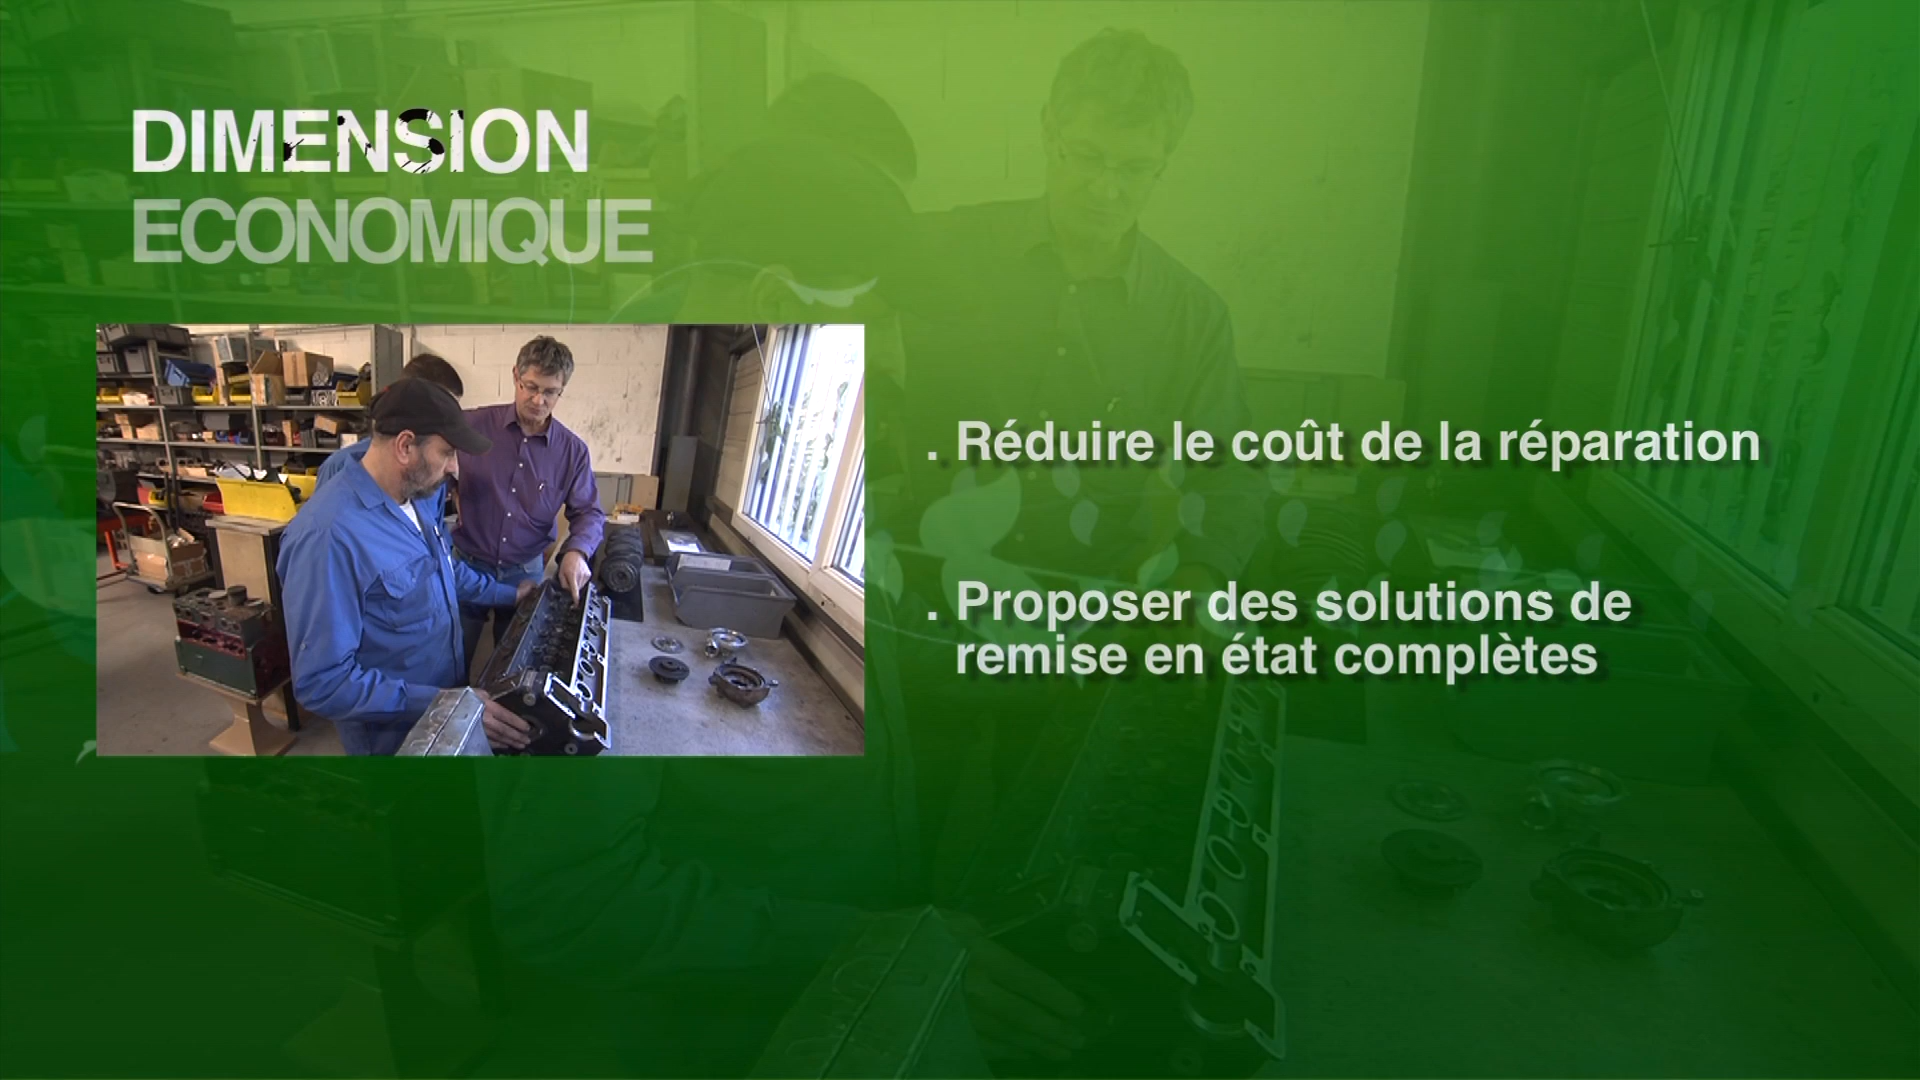 DIMENSION
ECONOMIQUE
. Réduire le coût de la réparation
. Proposer des solutions de
remise en état complètes